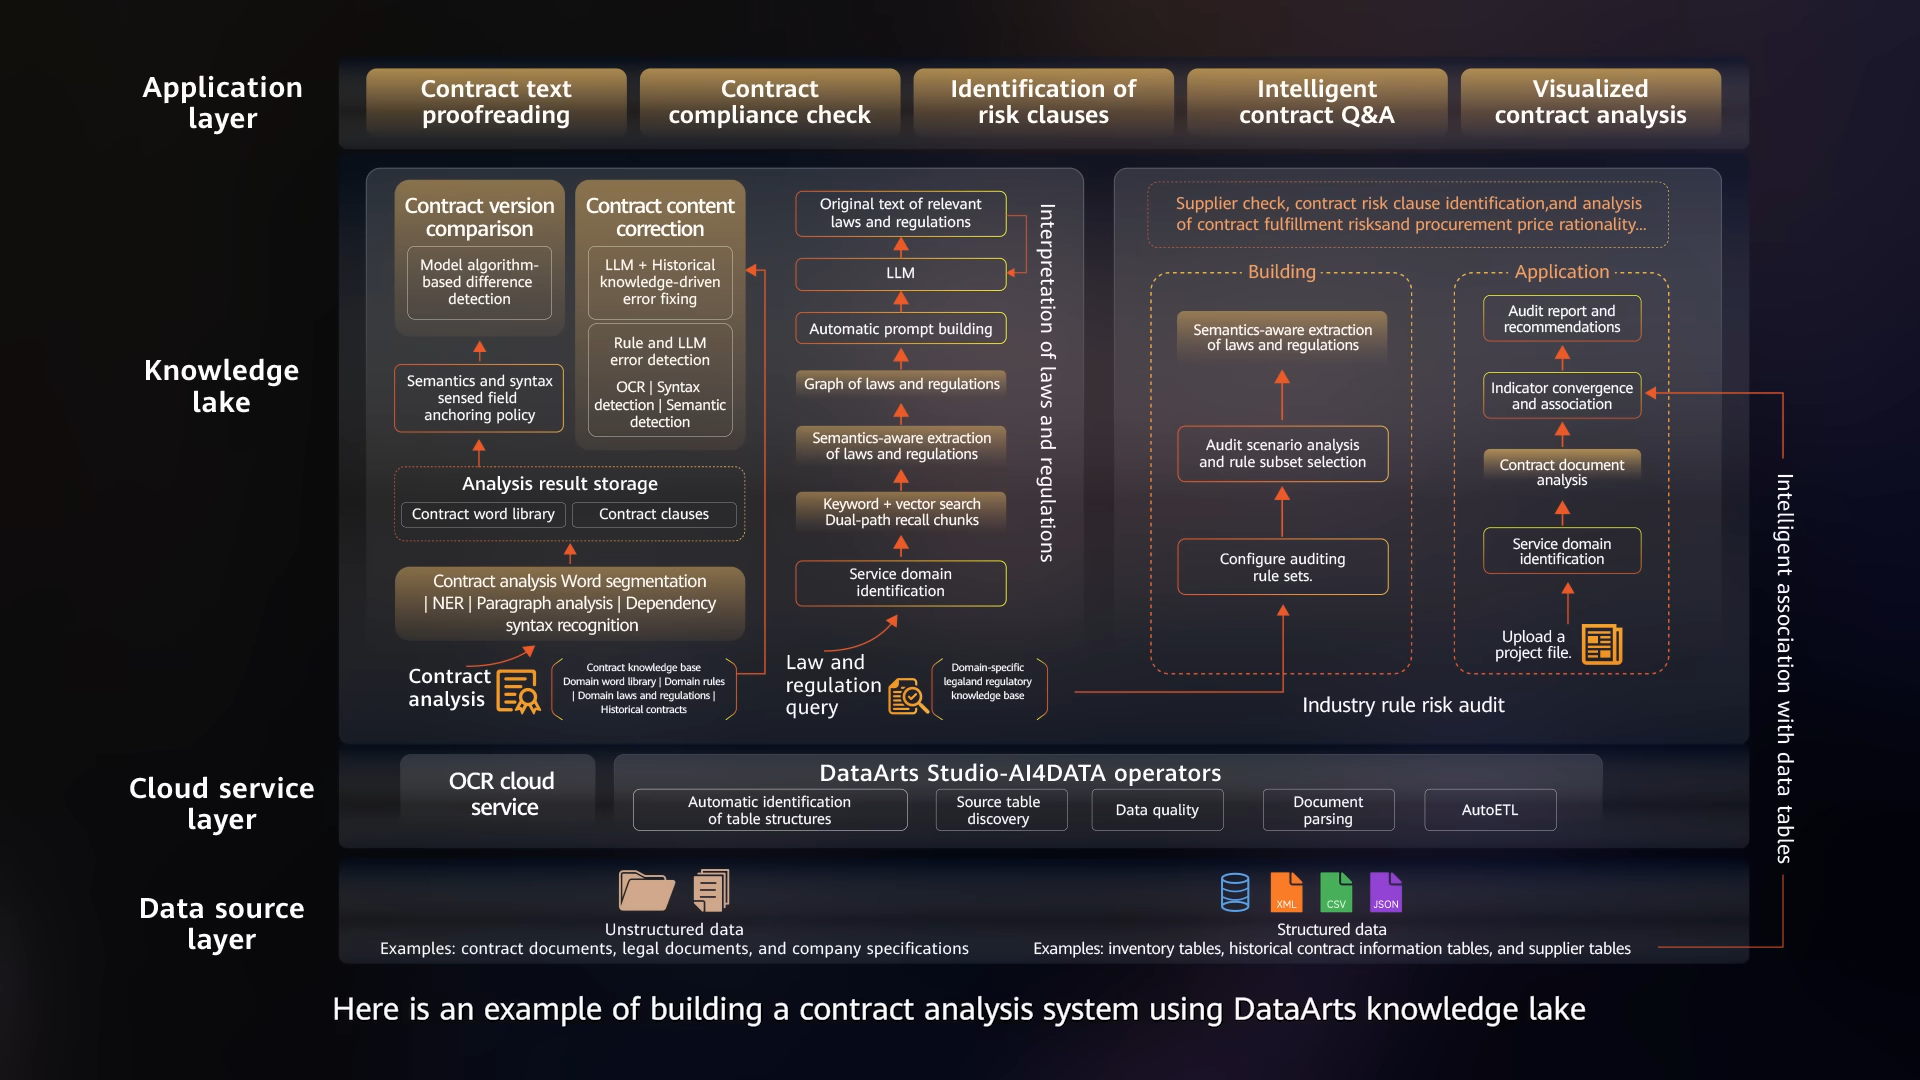 Application
layer
Contract text
proofreading
Contract
compliance check
Identification of
risk clauses
Intelligent
contract Q&A
Visualized
contract analysis
Knowledge
lake
Contract version
comparison
Model algorithm-
based difference
detection
Semantics and syntax
sensed field
anchoring policy
Contract content
correction
LLM + Historical
knowledge-driven
error fixing
Rule and LLM
error detection
OCR | Syntax
detection | Semantic
detection
Analysis result storage
Contract word library
Contract clauses
Contract analysis Word segmentation
| NER | Paragraph analysis | Dependency
syntax recognition
Contract
analysis
Contract knowledge base
Domain word library | Domain rules
| Domain laws and regulations |
Historical contracts
Original text of relevant
laws and regulations
LLM
Automatic prompt building
Graph of laws and regulations
Semantics-aware extraction
of laws and regulations
Keyword + vector search
Dual-path recall chunks
Service domain
identification
Law and
regulation
query
Domain-specific
legaland regulatory
knowledge base
Interpretation of laws and regulations
Supplier check, contract risk clause identification,and analysis
of contract fulfillment risksand procurement price rationality...
Building
Semantics-aware extraction
of laws and regulations
Audit scenario analysis
and rule subset selection
Configure auditing
rule sets.
Application
Audit report and
recommendations
Indicator convergence
and association
Contract document
analysis
Service domain
identification
Upload a
project file.
Industry rule risk audit
Intelligent association with data tables
Cloud service
layer
OCR cloud
service
DataArts Studio-AI4DATA operators
Automatic identification
of table structures
Source table
discovery
Data quality
Document
parsing
AutoETL
Data source
layer
Unstructured data
Examples: contract documents, legal documents, and company specifications
XML
CSV
JSON
Structured data
Examples: inventory tables, historical contract information tables, and supplier tables
Here is an example of building a contract analysis system using DataArts knowledge lake